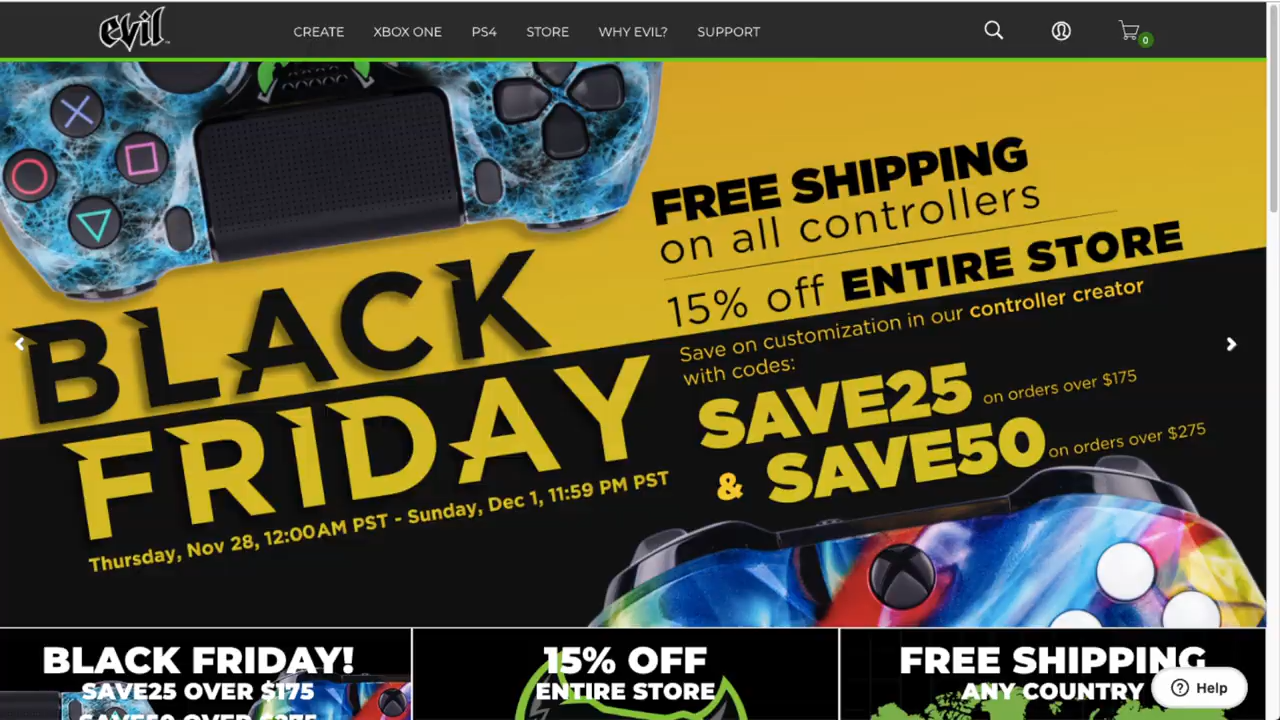 evil
CREATE
XBOX ONE
PS4
STORE
WHY EVIL?
SUPPORT
0
FREE SHIPPING
on all controllers
15% off ENTIRE STORE
Save on customization in our controller creator
with codes:
SAVE25 on orders over $175
& SAVE50 on orders over $275
BLACK
FRIDAY
Thursday, Nov 28, 12:00AM PST - Sunday, Dec 1, 11:59 PM PST
BLACK FRIDAY!
SAVE25 OVER $175
SAVE50 OVER $275
15% OFF
ENTIRE STORE
FREE SHIPPING
ANY COUNTRY
Help